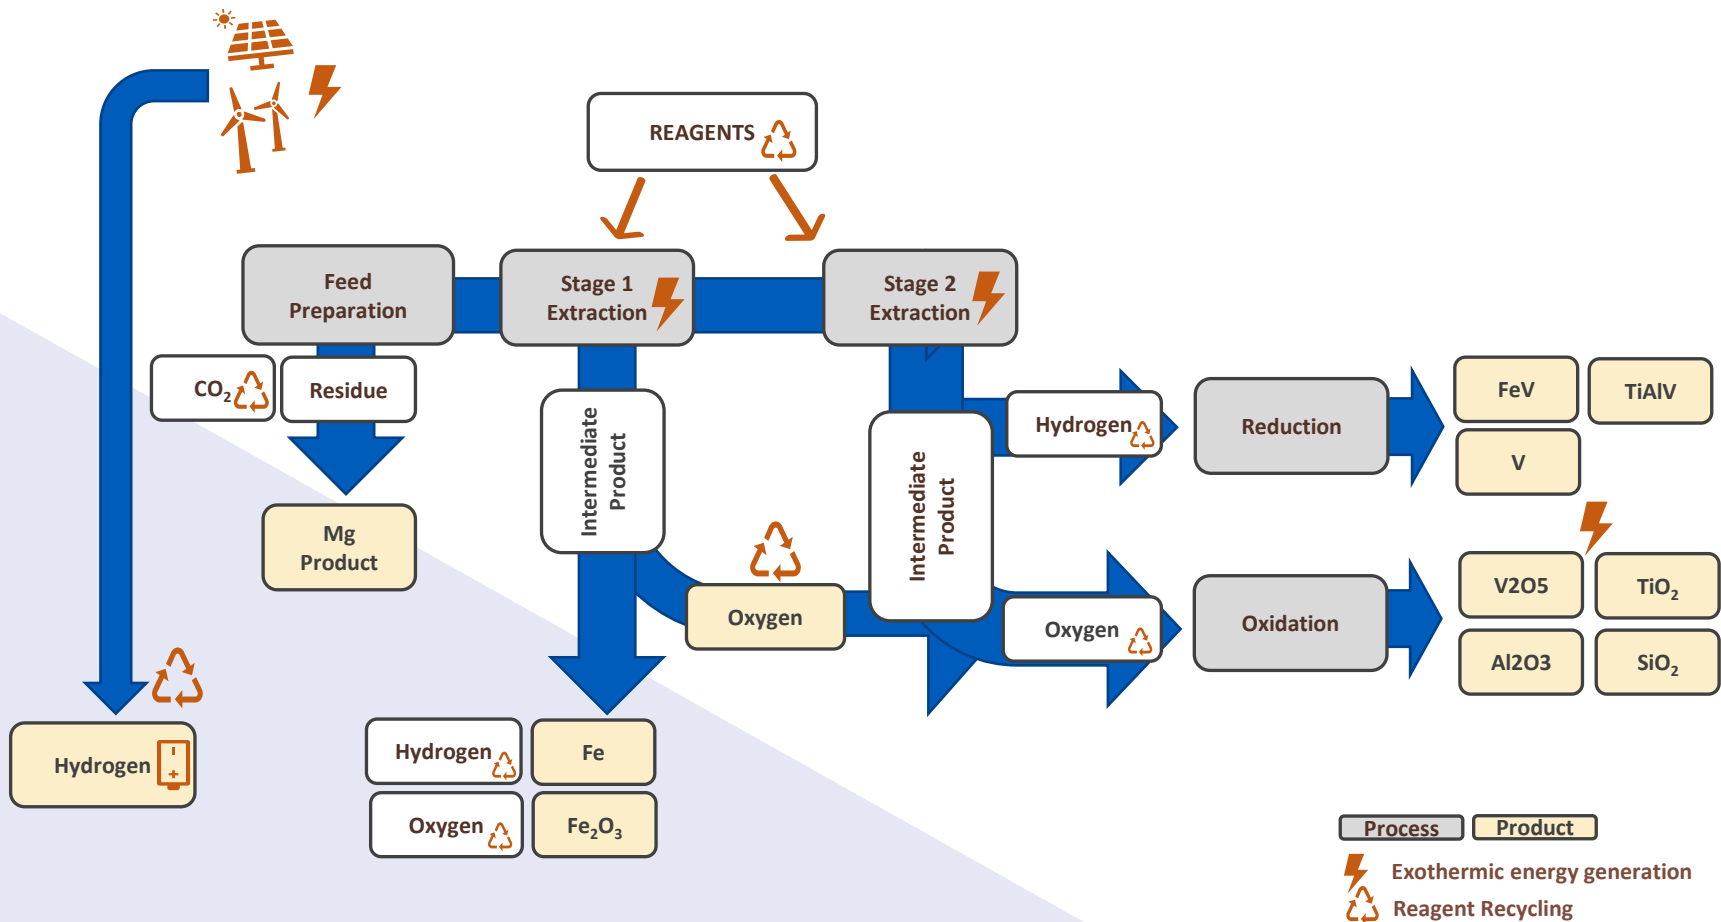 REAGENTS
Feed
Preparation
Stage 1
Extraction
Stage 2
Extraction
CO₂
Residue
Intermediate
Product
Intermediate
Product
Hydrogen
Reduction
FeV
TiAlV
V
Mg
Product
Oxygen
Oxygen
Oxidation
V2O5
TiO₂
Al2O3
SiO₂
Hydrogen
Hydrogen
Fe
Oxygen
Fe₂O₃
Process
Product
Exothermic energy generation
Reagent Recycling